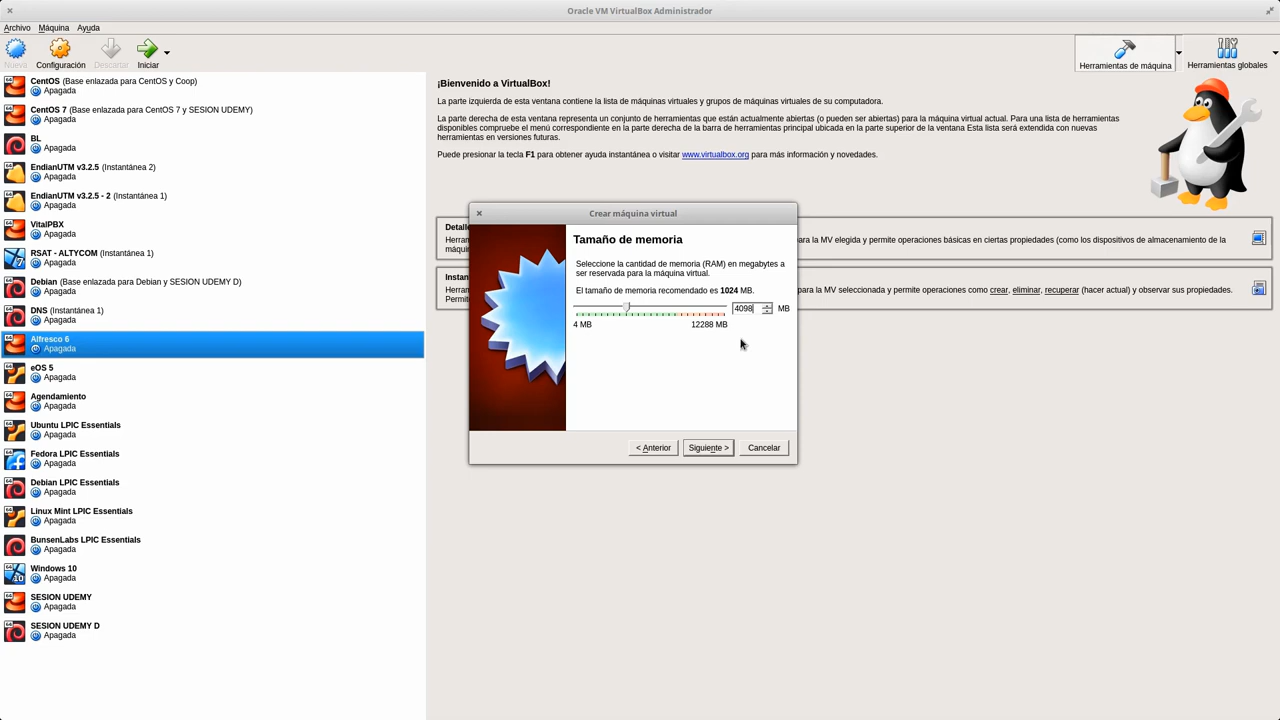 Oracle VM VirtualBox Administrador
Archivo Máquina Ayuda
Nueva Configuración Descartar Iniciar
Herramientas de máquina Herramientas globales
CentOS (Base enlazada para CentOS y Coop)
Apagada
CentOS 7 (Base enlazada para CentOS 7 y SESION UDEMY)
Apagada
BL
Apagada
EndianUTM v3.2.5 (Instantánea 2)
Apagada
EndianUTM v3.2.5 - 2 (Instantánea 1)
Apagada
VitalPBX
Apagada
RSAT - ALTYCOM (Instantánea 1)
Apagada
Debian (Base enlazada para Debian y SESION UDEMY D)
Apagada
DNS (Instantánea 1)
Apagada
Alfresco 6
Apagada
eOS 5
Apagada
Agendamiento
Apagada
Ubuntu LPIC Essentials
Apagada
Fedora LPIC Essentials
Apagada
Debian LPIC Essentials
Apagada
Linux Mint LPIC Essentials
Apagada
BunsenLabs LPIC Essentials
Apagada
Windows 10
Apagada
SESION UDEMY
Apagada
SESION UDEMY D
Apagada
¡Bienvenido a VirtualBox!
La parte izquierda de esta ventana contiene la lista de máquinas virtuales y grupos de máquinas virtuales de su computadora.
La parte derecha de esta ventana representa un conjunto de herramientas que están actualmente abiertas (o pueden ser abiertas) para la máquina virtual actual. Para una lista de herramientas
disponibles compruebe el menú correspondiente en la parte derecha de la barra de herramientas principal ubicada en la parte superior de la ventana Esta lista será extendida con nuevas
herramientas en versiones futuras.
Puede presionar la tecla F1 para obtener ayuda instantánea o visitar www.virtualbox.org para más información y novedades.
Detalle
Herran
máquin
ara la MV elegida y permite operaciones básicas en ciertas propiedades (como los dispositivos de almacenamiento de la
Instan
Herran
Permite
para la MV seleccionada y permite operaciones como crear, eliminar, recuperar (hacer actual) y observar sus propiedades.
Crear máquina virtual
Tamaño de memoria
Seleccione la cantidad de memoria (RAM) en megabytes a
ser reservada para la máquina virtual.
El tamaño de memoria recomendado es 1024 MB.
4098 MB
4 MB 12288 MB
< Anterior Siguiente > Cancelar